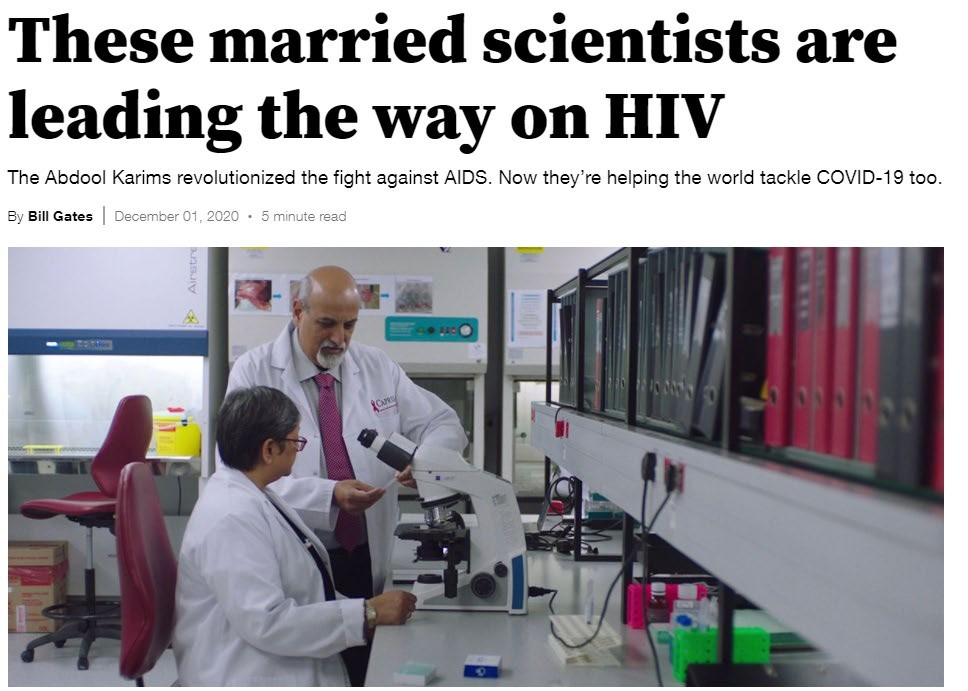 These married scientists are
leading the way on HIV
The Abdool Karims revolutionized the fight against AIDS. Now they’re helping the world tackle COVID-19 too.
By Bill Gates | December 01, 2020 • 5 minute read